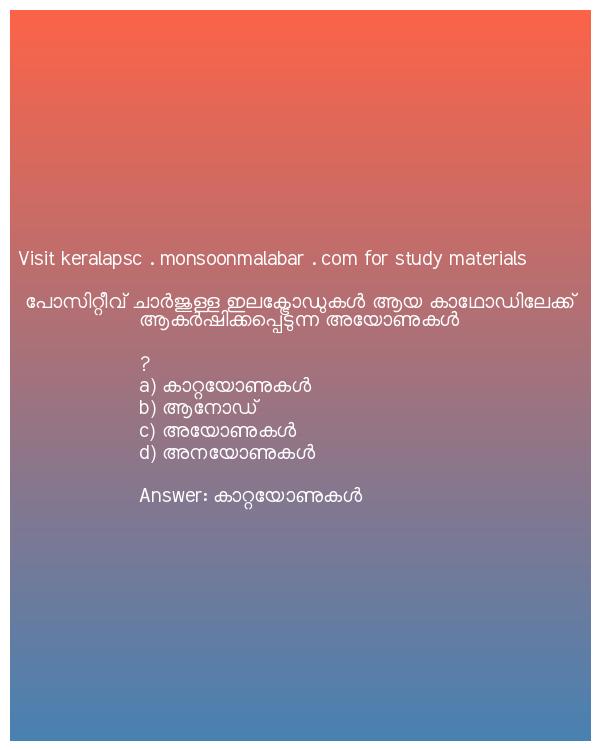 Visit keralapsc . monsoonmalabar . com for study materials
പോസിറ്റീവ് ചാർജുള്ള ഇലക്ട്രോഡുകൾ ആയ കാഥോഡിലേക്ക്
ആകർഷിക്കപ്പെടുന്ന അയോണുകൾ
?
a) കാറ്റയോണുകൾ
b) ആനോഡ്
c) അയോണുകൾ
d) അനയോണുകൾ
Answer: കാറ്റയോണുകൾ